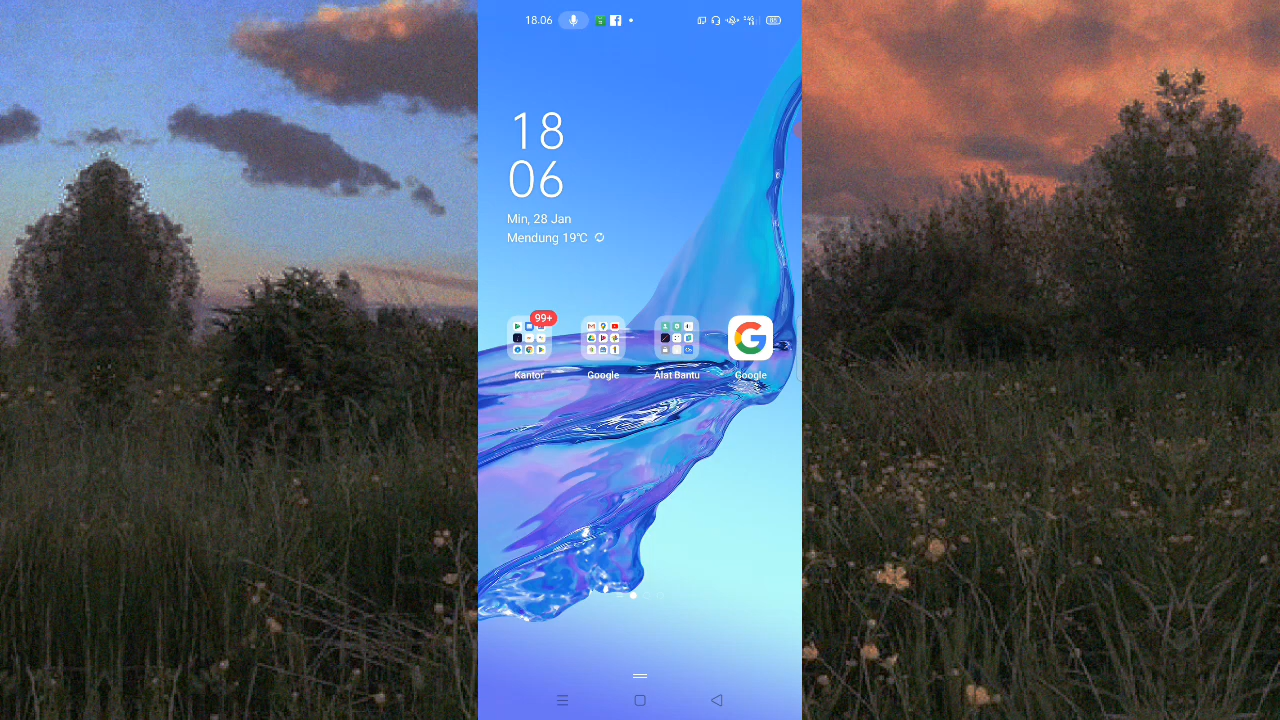 18.06
18
06
Min, 28 Jan
Mendung 19°C
99+
Kantor
Google
Alat Bantu
Google